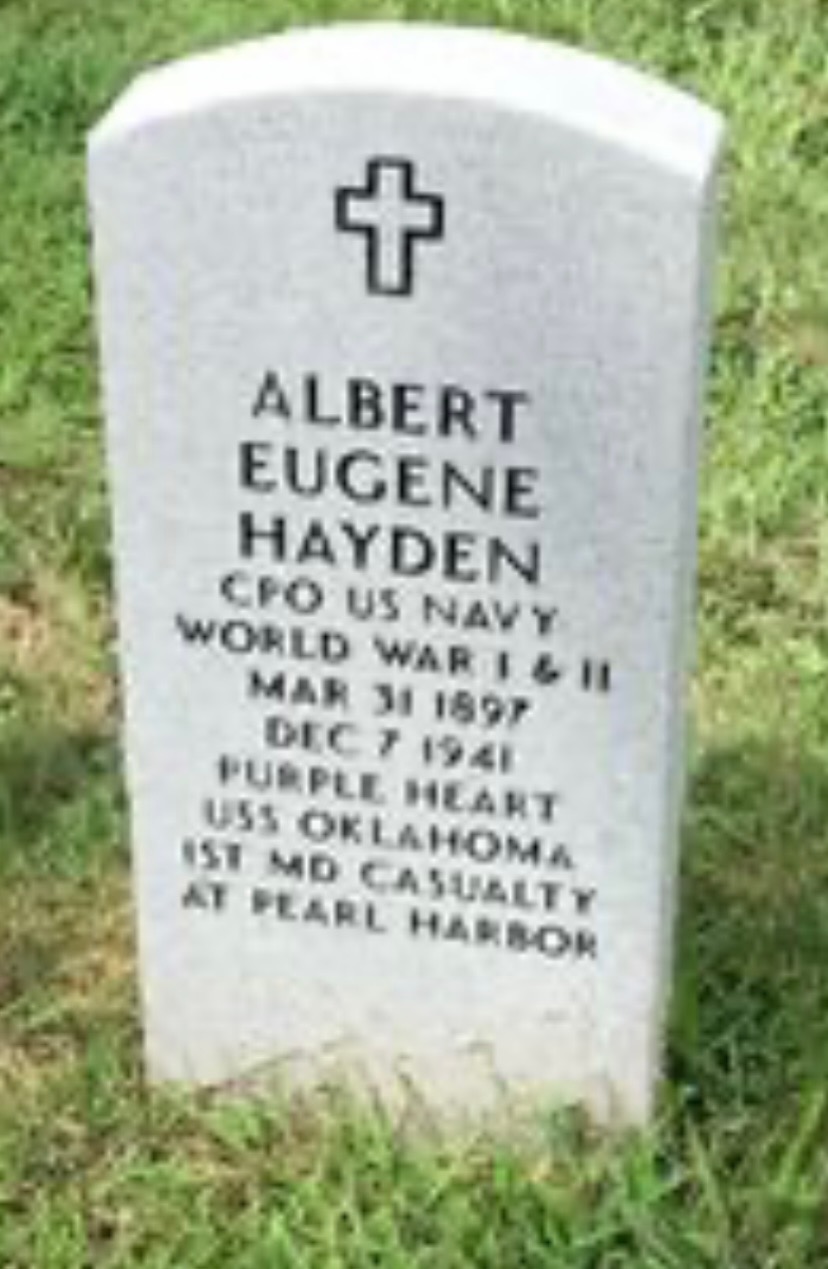 ALBERT
EUGENE
HAYDEN
CPO US NAVY
WORLD WAR I & II
MAR 31 1897
DEC 7 1941
PURPLE HEART
USS OKLAHOMA
1ST MD CASUALTY
AT PEARL HARBOR